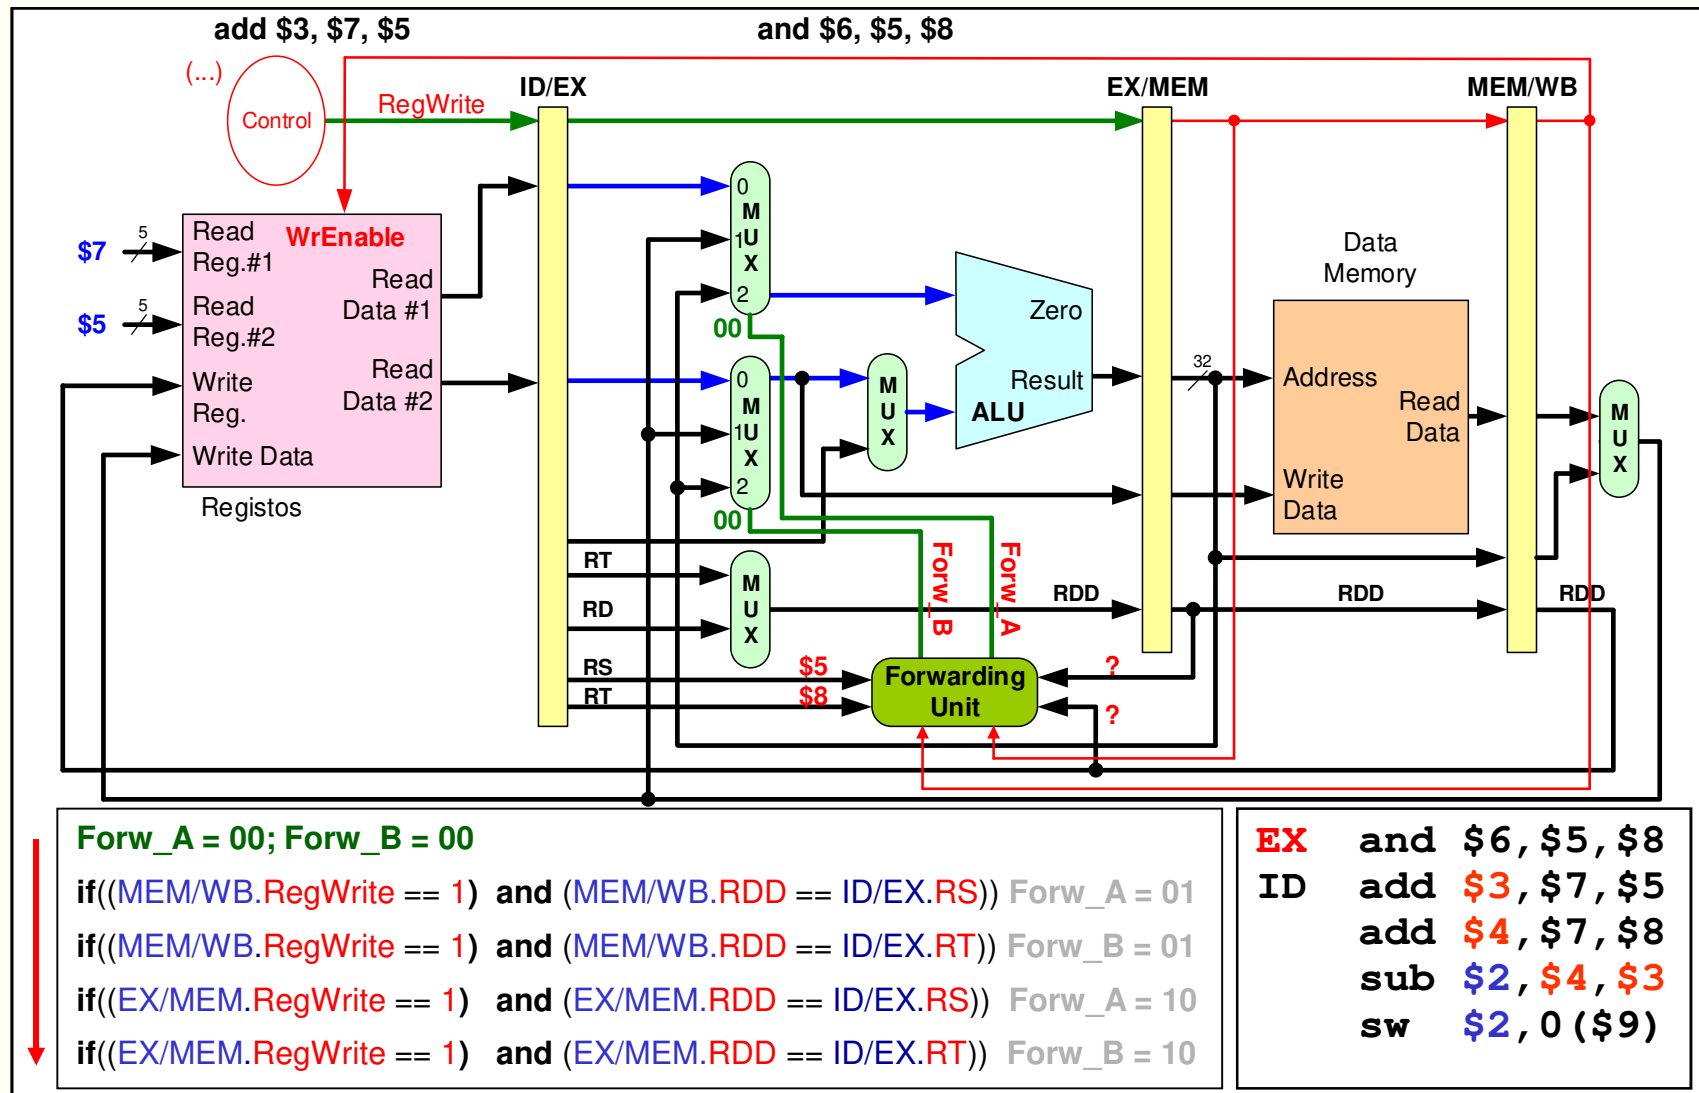 add $3, $7, $5
and $6, $5, $8
(...)
Control
RegWrite
ID/EX
EX/MEM
MEM/WB
$7
5
Read
Reg.#1
WrEnable
Read
Data #1
$5
5
Read
Reg.#2
Write
Reg.
Read
Data #2
Write Data
Registos
0
M
1U
X
2
00
0
M
1U
X
2
00
M
U
X
Zero
Result
ALU
32
Data
Memory
Address
Read
Data
Write
Data
M
U
X
RT
RD
M
U
X
Forw_B
Forw_A
RDD
RDD
RDD
RS
$5
RT
$8
Forwarding
Unit
?
?
Forw_A = 00; Forw_B = 00
if((MEM/WB.RegWrite == 1) and (MEM/WB.RDD == ID/EX.RS)) Forw_A = 01
if((MEM/WB.RegWrite == 1) and (MEM/WB.RDD == ID/EX.RT)) Forw_B = 01
if((EX/MEM.RegWrite == 1) and (EX/MEM.RDD == ID/EX.RS)) Forw_A = 10
if((EX/MEM.RegWrite == 1) and (EX/MEM.RDD == ID/EX.RT)) Forw_B = 10
EX and $6,$5,$8
ID add $3,$7,$5
add $4,$7,$8
sub $2,$4,$3
sw $2,0($9)